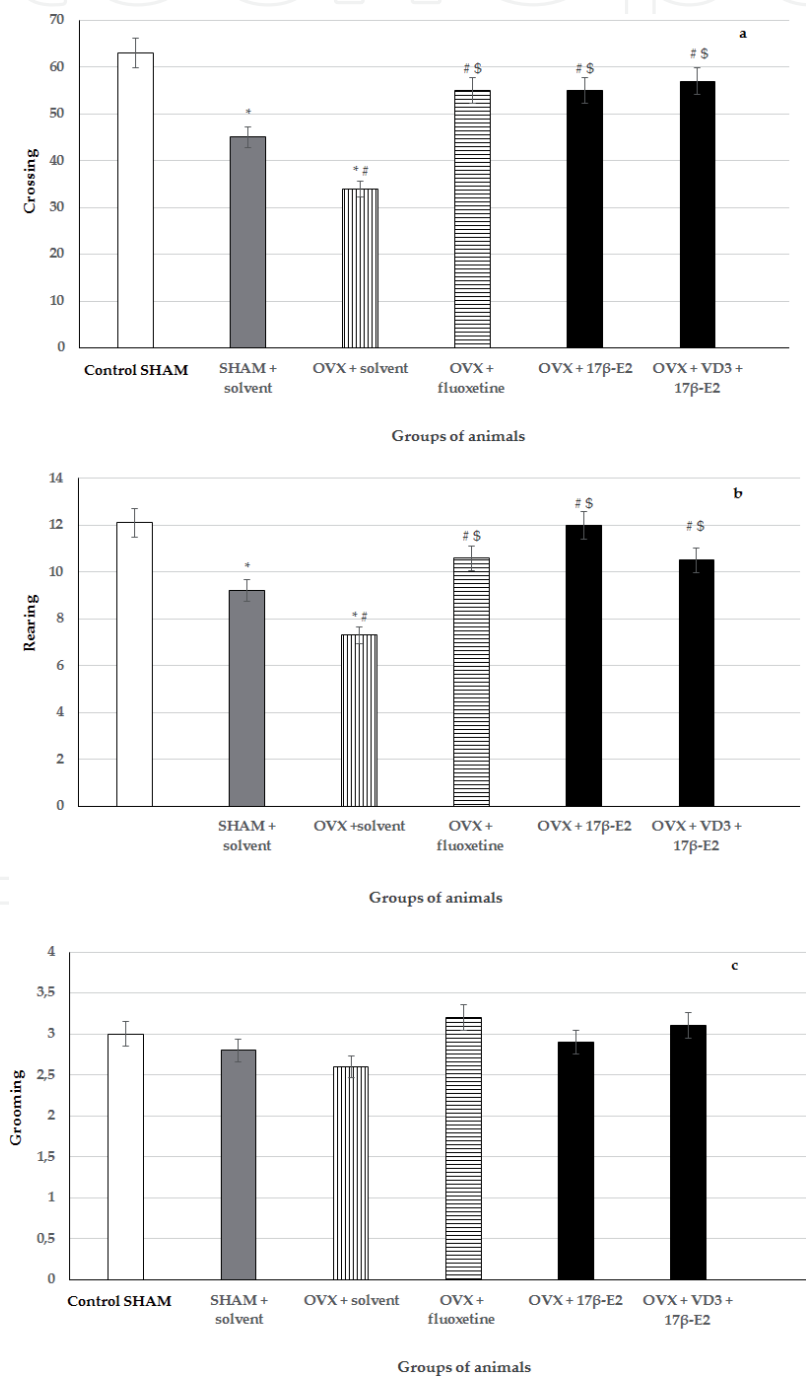 70
a
60
# $
# $
# $
50
*
40
* #
Crossing
30
20
10
0
Control SHAM
SHAM +
solvent
OVX + solvent
OVX +
fluoxetine
OVX + 17β-E2
OVX + VD3 +
17β-E2
Groups of animals
14
b
12
# $
# $
# $
10
*
8
* #
Rearing
6
4
2
0
SHAM +
solvent
OVX +solvent
OVX +
fluoxetine
OVX + 17β-E2
OVX + VD3 +
17β-E2
Groups of animals
4
c
3,5
3
2,5
2
Grooming
1,5
1
0,5
0
Control SHAM
SHAM +
solvent
OVX + solvent
OVX +
fluoxetine
OVX + 17β-E2
OVX + VD3 +
17β-E2
Groups of animals